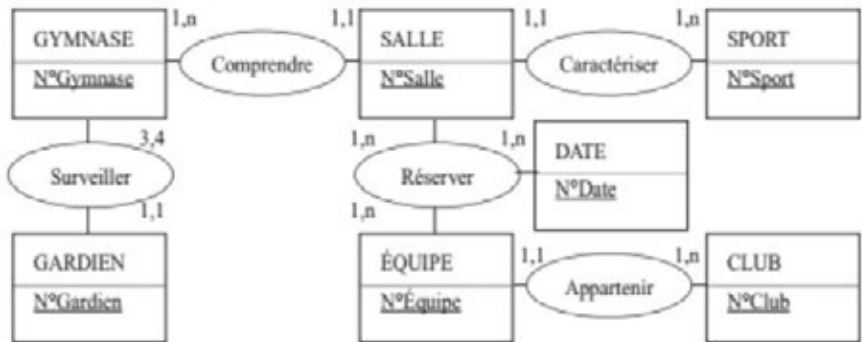 1,n 1,1 1,1 1,n
GYMNASE SALLE SPORT
Comprendre Caractériser
N°Gymnase N°Salle N°Sport
3,4 1,n 1,n
DATE
Surveiller Réserver
N°Date
1,1 1,n
1,1 1,n
GARDIEN ÉQUIPE CLUB
Appartenir
N°Gardien N°Équipe N°Club